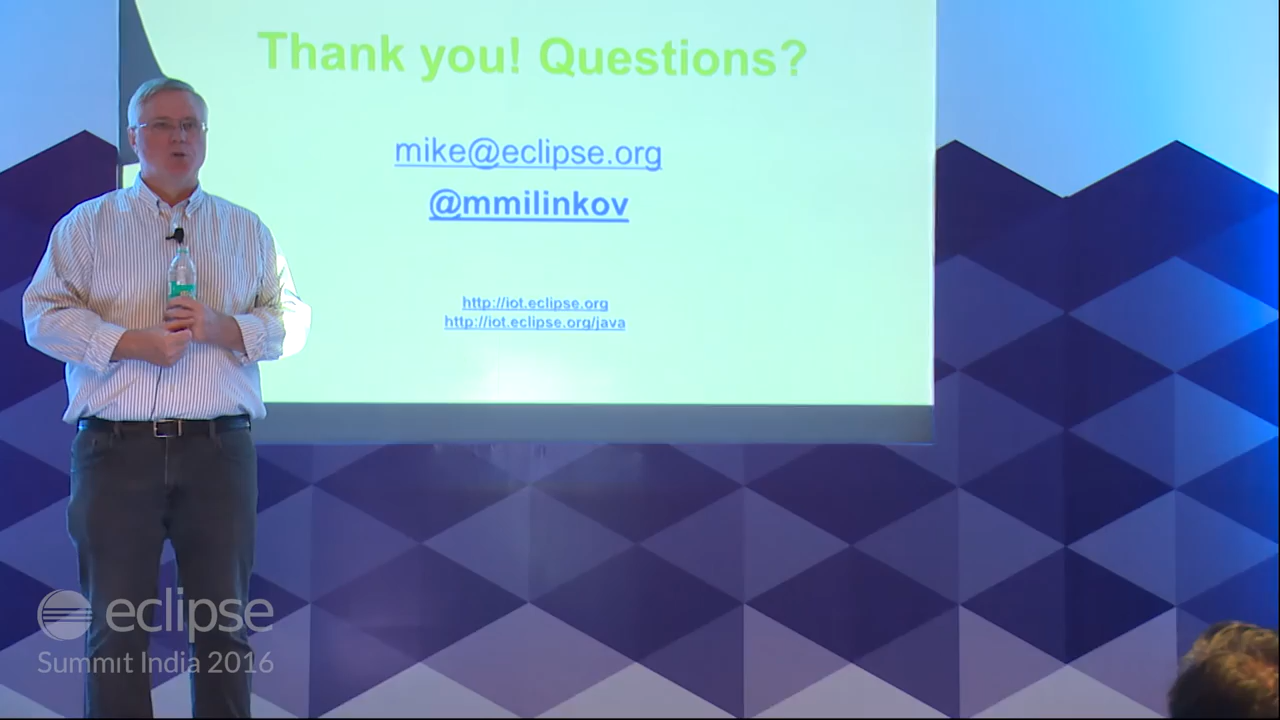 Thank you! Questions?
mike@eclipse.org
@mmilinkov
http://iot.eclipse.org
http://iot.eclipse.org/java
eclipse
Summit India 2016